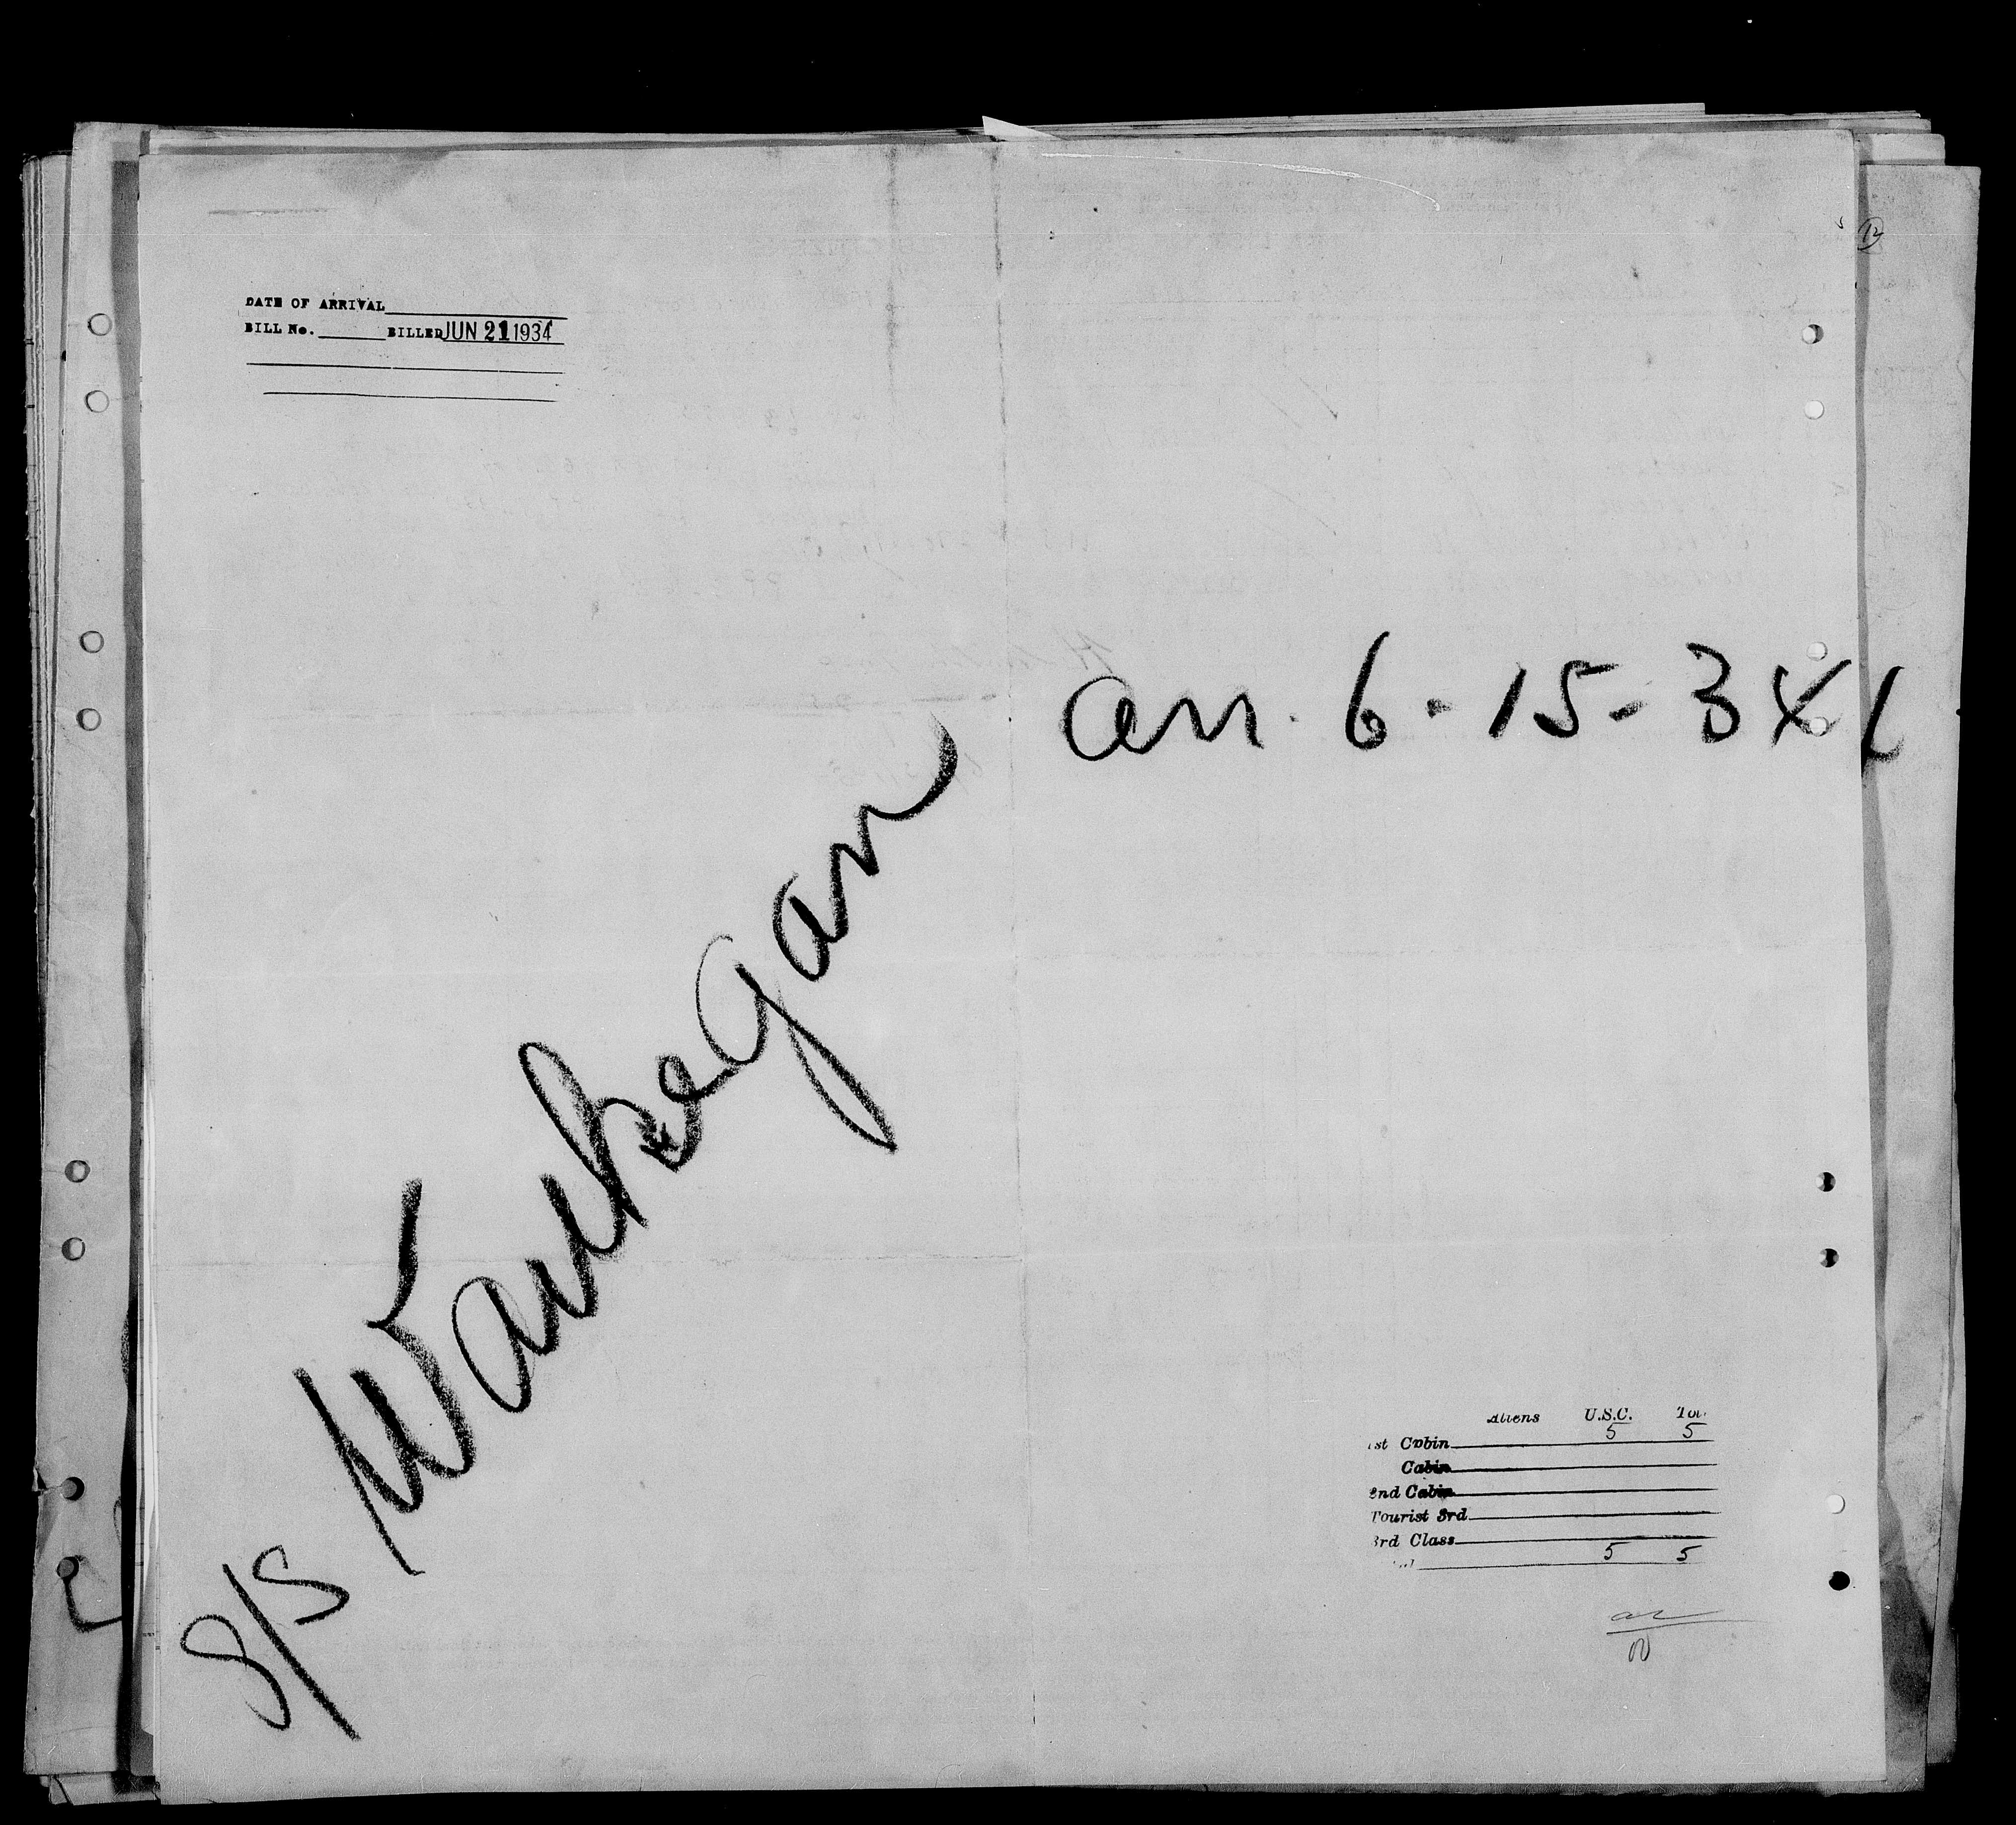 12
DATE OF ARRIVAL
BILL No. BILLED JUN 21 1934
arr. 6-15-34
S/S Waukegan
Aliens U.S.C.
5 5
Cabin
Cabin
2nd Cabin
Tourist 3rd
3rd Class
5 5